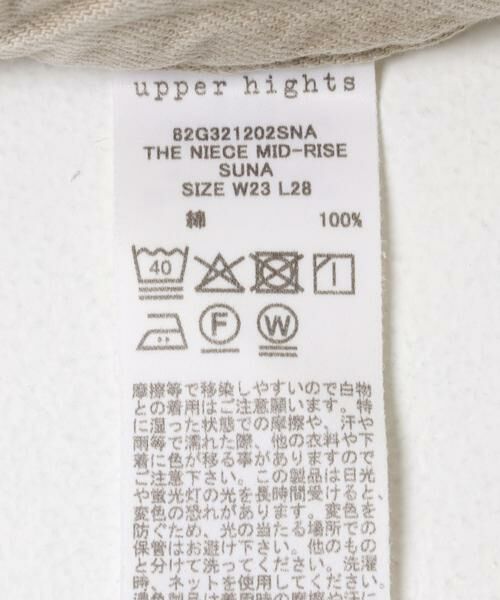 upper hights
82G321202SNA
THE NIECE MID-RISE
SUNA
SIZE W23 L28
綿 100%
40
F W
摩擦等で移染しやすいので白物
との着用はご注意願います。特
に湿った状態での摩擦や、汗や
雨等で濡れた際、他の衣料や下
着に色が移る事がありますので
ご注意下さい。この製品は日光
や蛍光灯の光を長時間受けると、
変色の恐れがあります。変色を
防ぐため、光の当たる場所での
保管はお避け下さい。他のもの
と分けて洗って下さい。洗濯
時、ネットを使用してください。